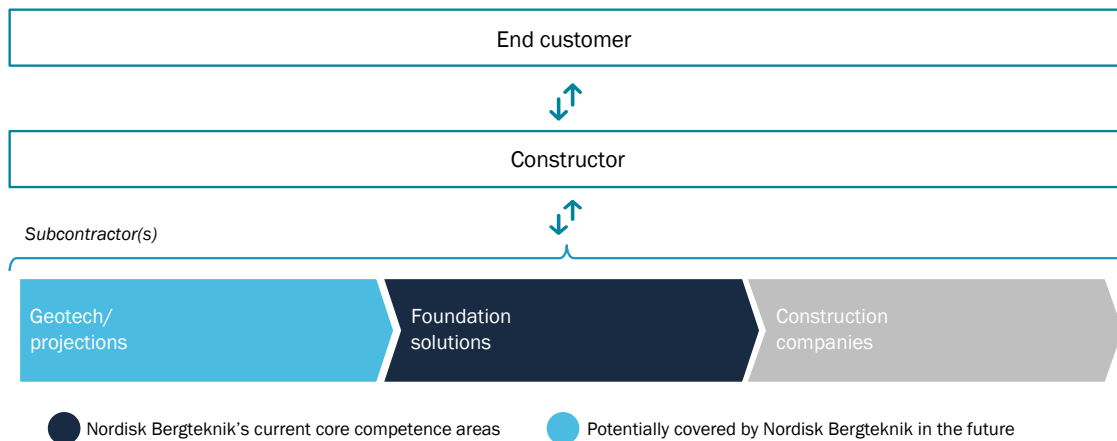 End customer
Constructor
Subcontractor(s)
Geotech/
projections
Foundation
solutions
Construction
companies
Nordisk Bergteknik's current core competence areas
Potentially covered by Nordisk Bergteknik in the future